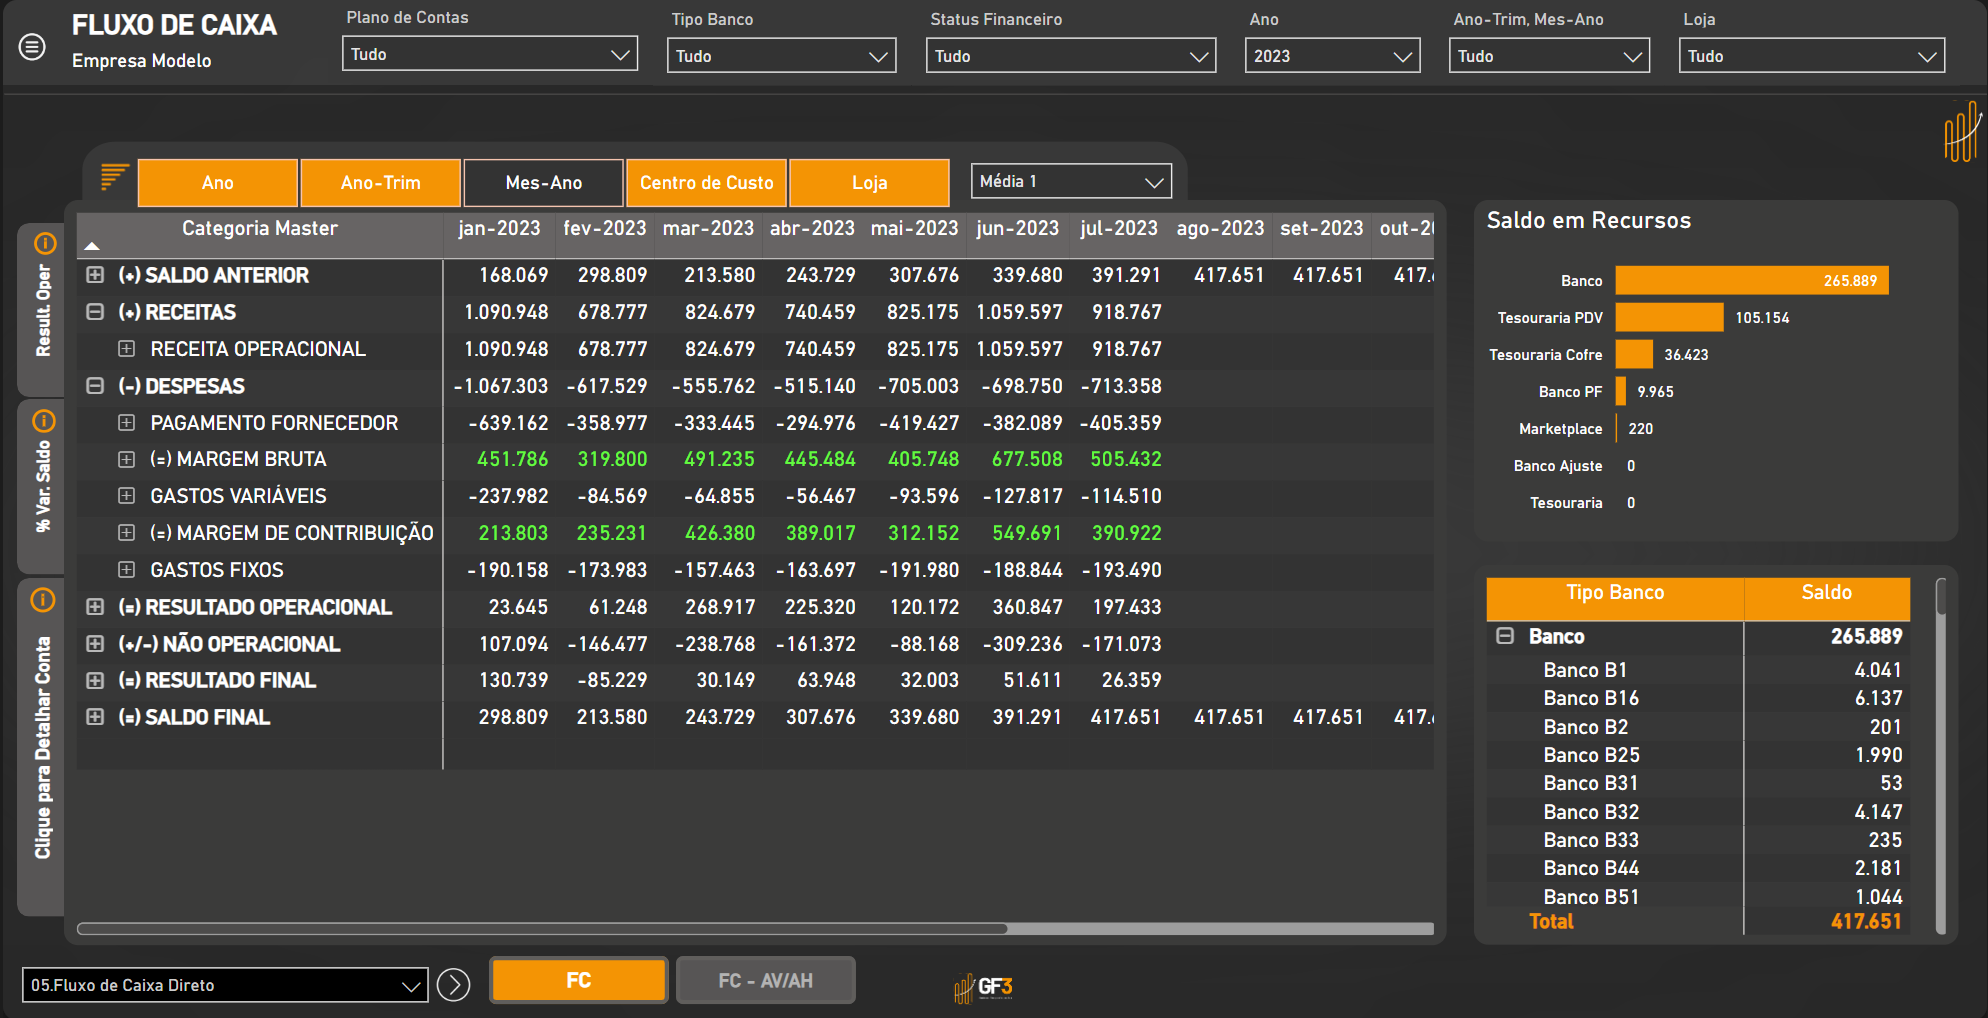 FLUXO DE CAIXA
Empresa Modelo
Plano de Contas
Tudo
Tipo Banco
Tudo
Status Financeiro
Tudo
Ano
2023
Ano-Trim, Mes-Ano
Tudo
Loja
Tudo
Ano
Ano-Trim
Mes-Ano
Centro de Custo
Loja
Média 1
Result. Oper
% Var. Saldo
Clique para Detalhar Conta
Categoria Master jan-2023 fev-2023 mar-2023 abr-2023 mai-2023 jun-2023 jul-2023 ago-2023 set-2023 out-20
(+) SALDO ANTERIOR 168.069 298.809 213.580 243.729 307.676 339.680 391.291 417.651 417.651 417.
(+) RECEITAS 1.090.948 678.777 824.679 740.459 825.175 1.059.597 918.767
RECEITA OPERACIONAL 1.090.948 678.777 824.679 740.459 825.175 1.059.597 918.767
(-) DESPESAS -1.067.303 -617.529 -555.762 -515.140 -705.003 -698.750 -713.358
PAGAMENTO FORNECEDOR -639.162 -358.977 -333.445 -294.976 -419.427 -382.089 -405.359
(=) MARGEM BRUTA 451.786 319.800 491.235 445.484 405.748 677.508 505.432
GASTOS VARIÁVEIS -237.982 -84.569 -64.855 -56.467 -93.596 -127.817 -114.510
(=) MARGEM DE CONTRIBUIÇÃO 213.803 235.231 426.380 389.017 312.152 549.691 390.922
GASTOS FIXOS -190.158 -173.983 -157.463 -163.697 -191.980 -188.844 -193.490
(=) RESULTADO OPERACIONAL 23.645 61.248 268.917 225.320 120.172 360.847 197.433
(+/-) NÃO OPERACIONAL 107.094 -146.477 -238.768 -161.372 -88.168 -309.236 -171.073
(=) RESULTADO FINAL 130.739 -85.229 30.149 63.948 32.003 51.611 26.359
(=) SALDO FINAL 298.809 213.580 243.729 307.676 339.680 391.291 417.651 417.651 417.651 417.
Saldo em Recursos
Banco 265.889
Tesouraria PDV 105.154
Tesouraria Cofre 36.423
Banco PF 9.965
Marketplace 220
Banco Ajuste 0
Tesouraria 0
Tipo Banco Saldo
Banco 265.889
Banco B1 4.041
Banco B16 6.137
Banco B2 201
Banco B25 1.990
Banco B31 53
Banco B32 4.147
Banco B33 235
Banco B44 2.181
Banco B51 1.044
Total 417.651
05.Fluxo de Caixa Direto
FC
FC - AV/AH
GF3